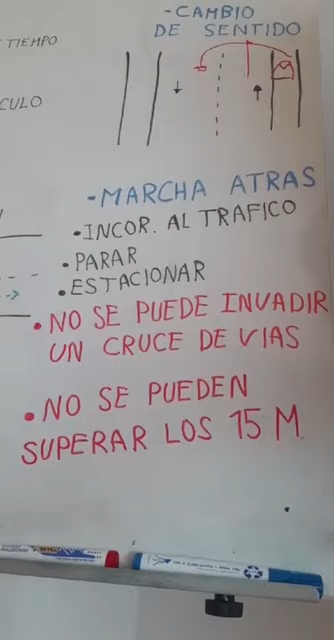 -CAMBIO
DE SENTIDO
TIEMPO
CULO
-MARCHA ATRAS
•INCOR. AL TRAFICO
•PARAR
•ESTACIONAR
•NO SE PUEDE INVADIR
UN CRUCE DE VIAS
•NO SE PUEDEN
SUPERAR LOS 15 M